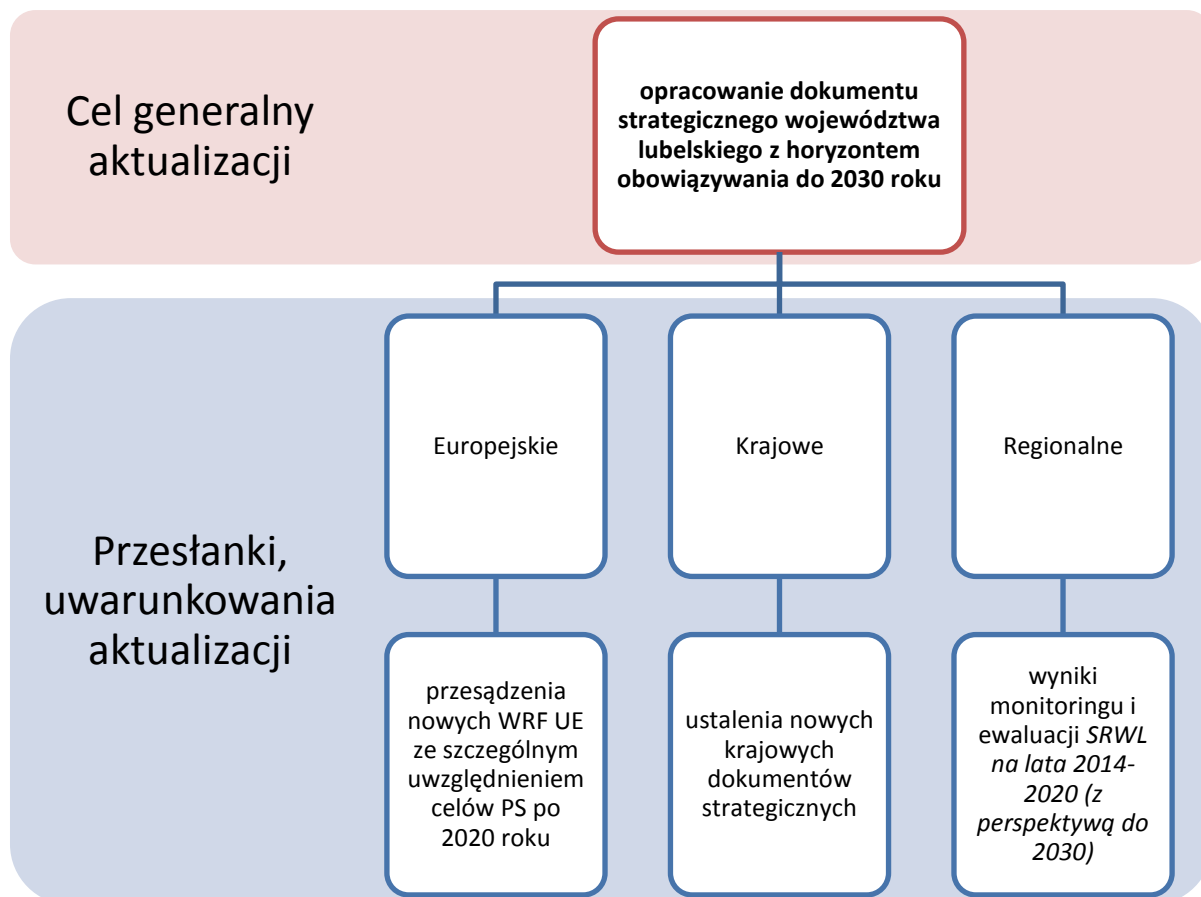 Cel generalny
aktualizacji
opracowanie dokumentu
strategicznego województwa
lubelskiego z horyzontem
obowiązywania do 2030 roku
Przesłanki,
uwarunkowania
aktualizacji
Europejskie
Krajowe
Regionalne
przesądzenia
nowych WRF UE
ze szczególnym
uwzględnieniem
celów PS po
2020 roku
ustalenia nowych
krajowych
dokumentów
strategicznych
wyniki
monitoringu i
ewaluacji SRWL
na lata 2014-
2020 (z
perspektywą do
2030)